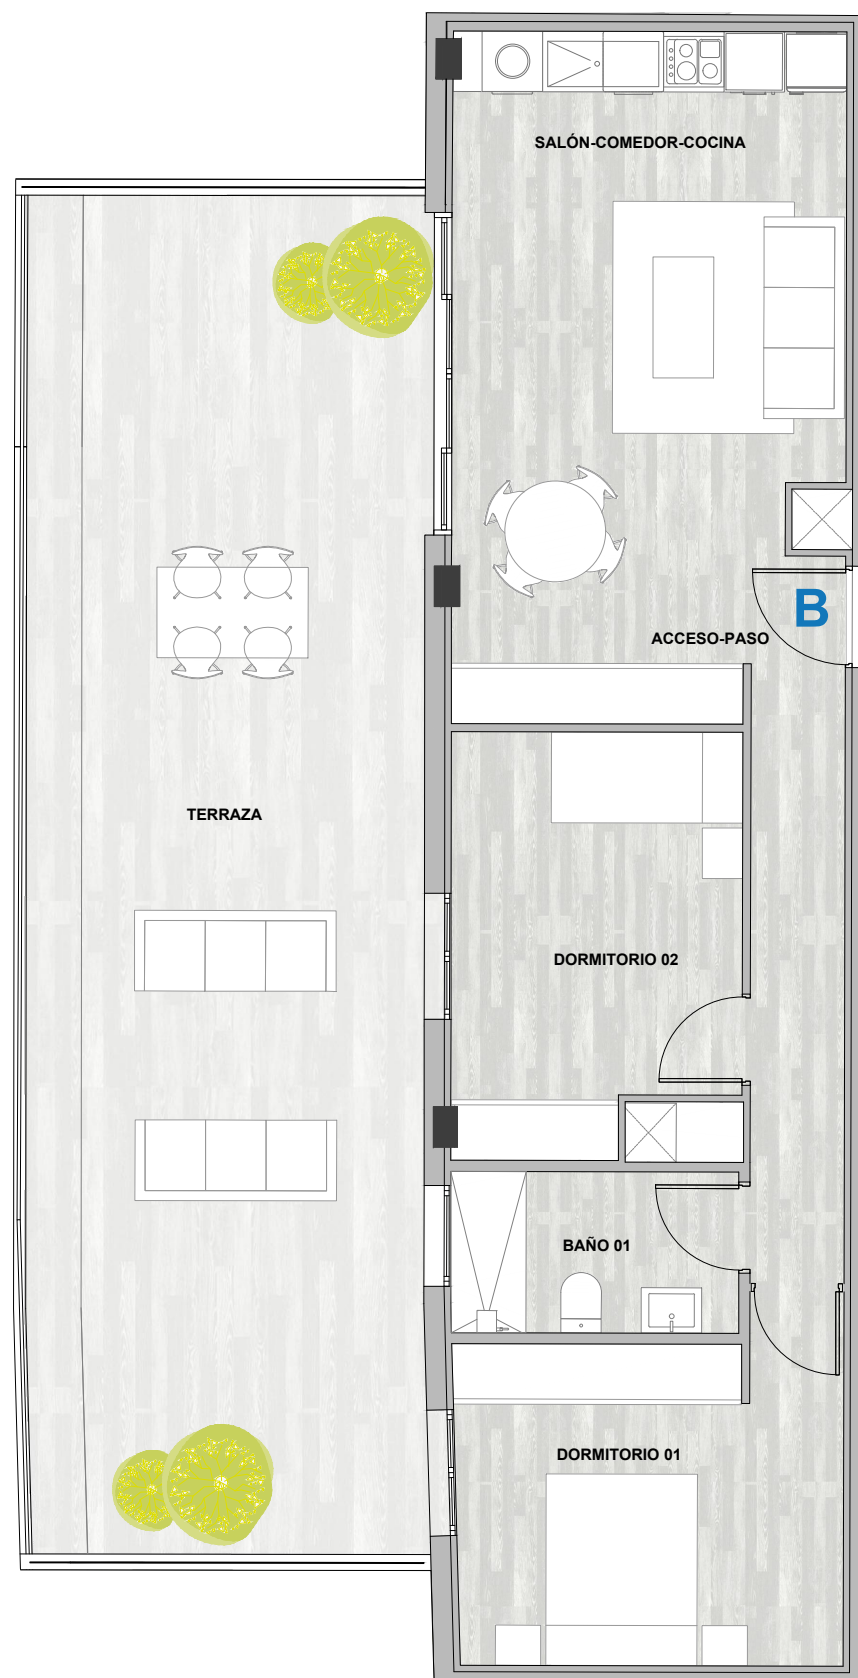 SALÓN-COMEDOR-COCINA
B
ACCESO-PASO
TERRAZA
DORMITORIO 02
BAÑO 01
DORMITORIO 01